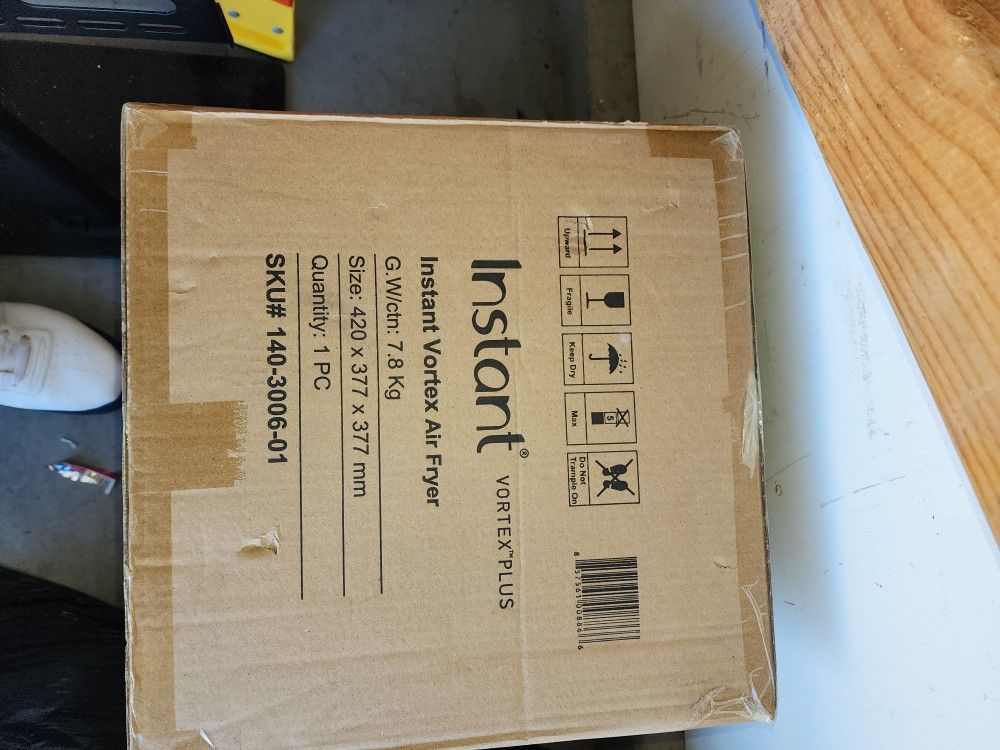 Upward
Fragile
Keep Dry
5
Max
Do Not
Trample On
Instant® VORTEX™PLUS
Instant Vortex Air Fryer
G.W/ctn: 7.8 Kg
Size: 420 x 377 x 377 mm
Quantity: 1 PC
SKU# 140-3006-01